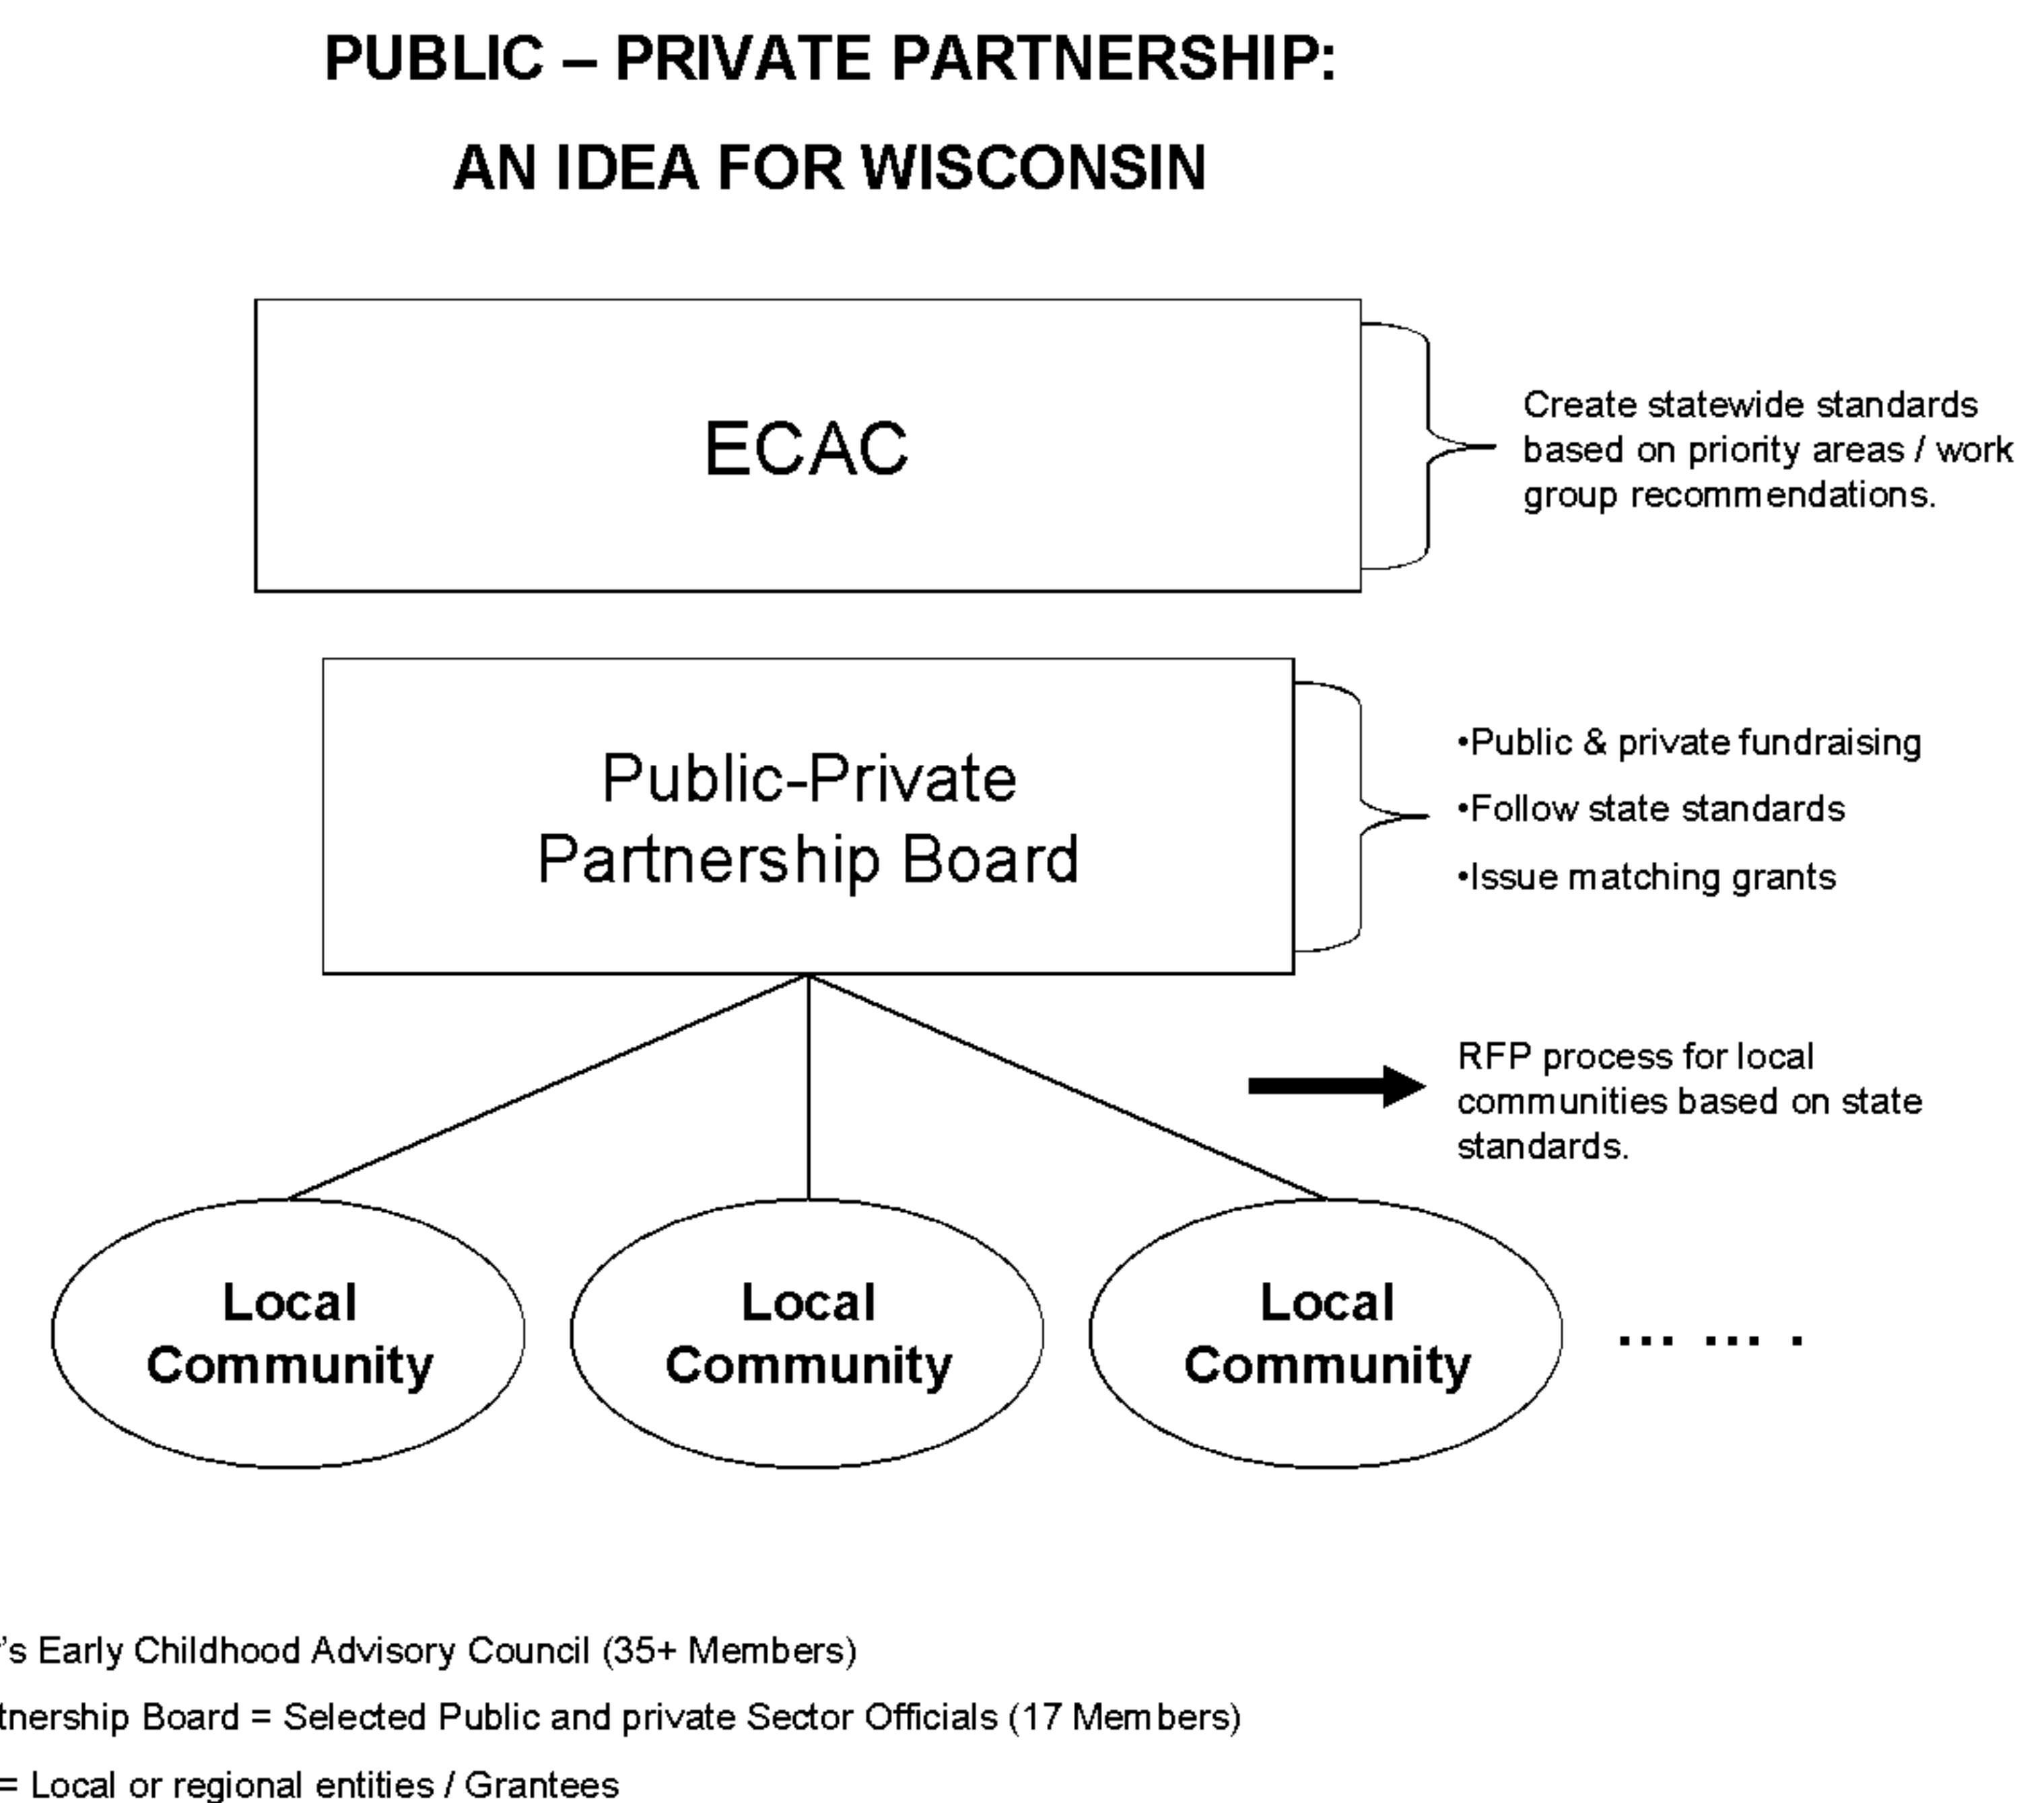 PUBLIC – PRIVATE PARTNERSHIP:
AN IDEA FOR WISCONSIN
ECAC
Create statewide standards
based on priority areas / work
group recommendations.
Public-Private
Partnership Board
•Public & private fundraising
•Follow state standards
•Issue matching grants
RFP process for local
communities based on state
standards.
Local
Community
Local
Community
Local
Community
... ... .
's Early Childhood Advisory Council (35+ Members)
tnership Board = Selected Public and private Sector Officials (17 Members)
= Local or regional entities / Grantees